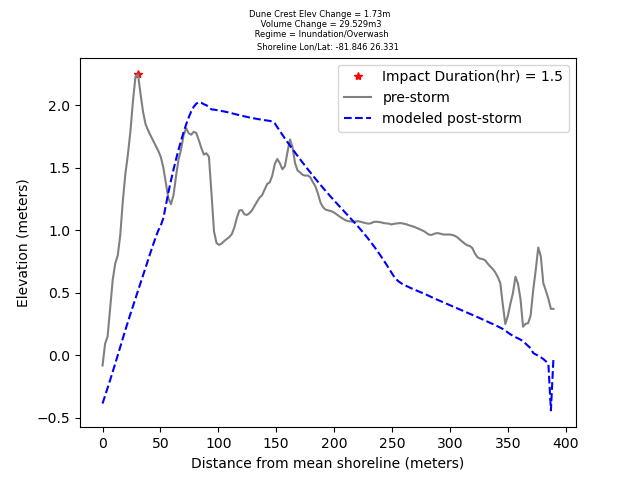 Dune Crest Elev Change = 1.73m
Volume Change = 29.529m3
Regime = Inundation/Overwash
Shoreline Lon/Lat: -81.846 26.331
Impact Duration(hr) = 1.5
pre-storm
modeled post-storm
Elevation (meters)
2.0
1.5
1.0
0.5
0.0
−0.5
0 50 100 150 200 250 300 350 400
Distance from mean shoreline (meters)